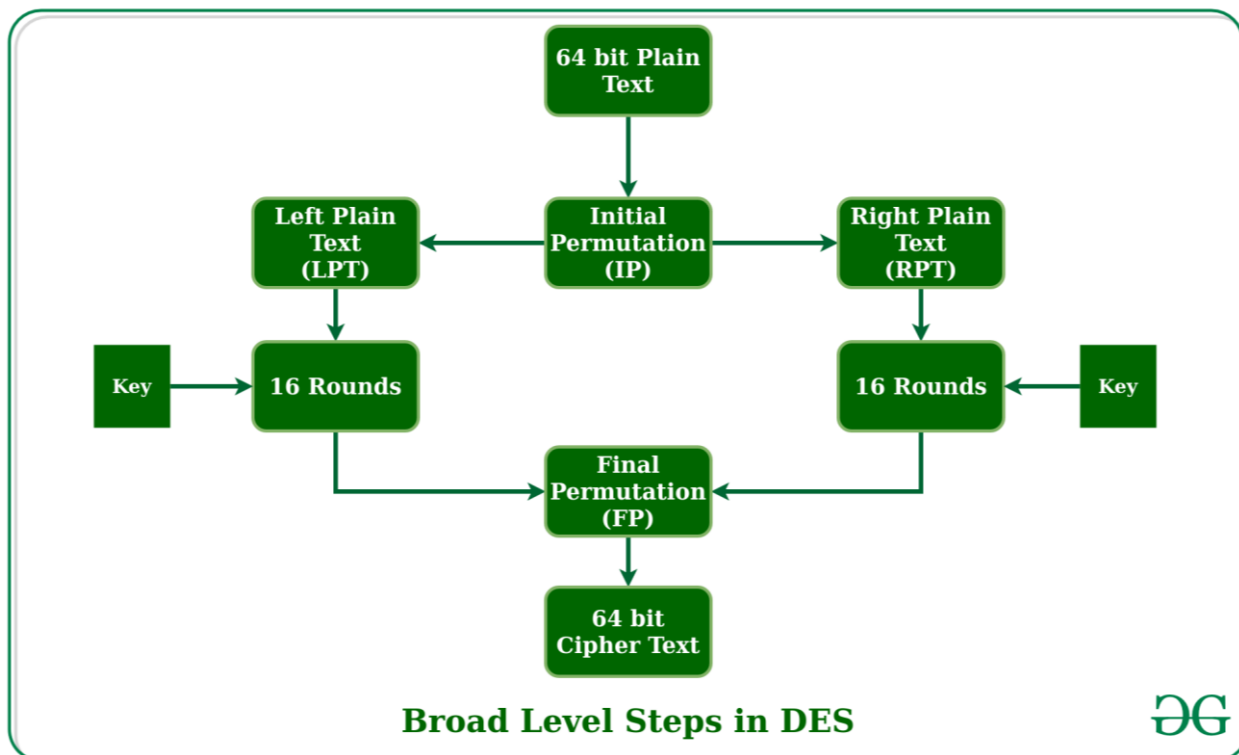 64 bit Plain
Text
Left Plain
Text
(LPT)
Initial
Permutation
(IP)
Right Plain
Text
(RPT)
Key
16 Rounds
16 Rounds
Key
Final
Permutation
(FP)
64 bit
Cipher Text
Broad Level Steps in DES